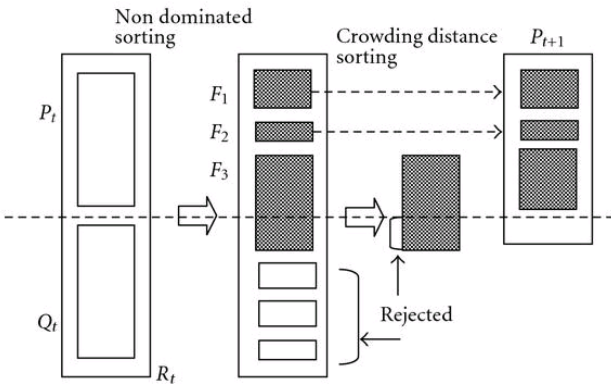 Non dominated
sorting
Crowding distance
sorting
P_{t+1}
P_t
F_1
F_2
F_3
Q_t
Rejected
R_t